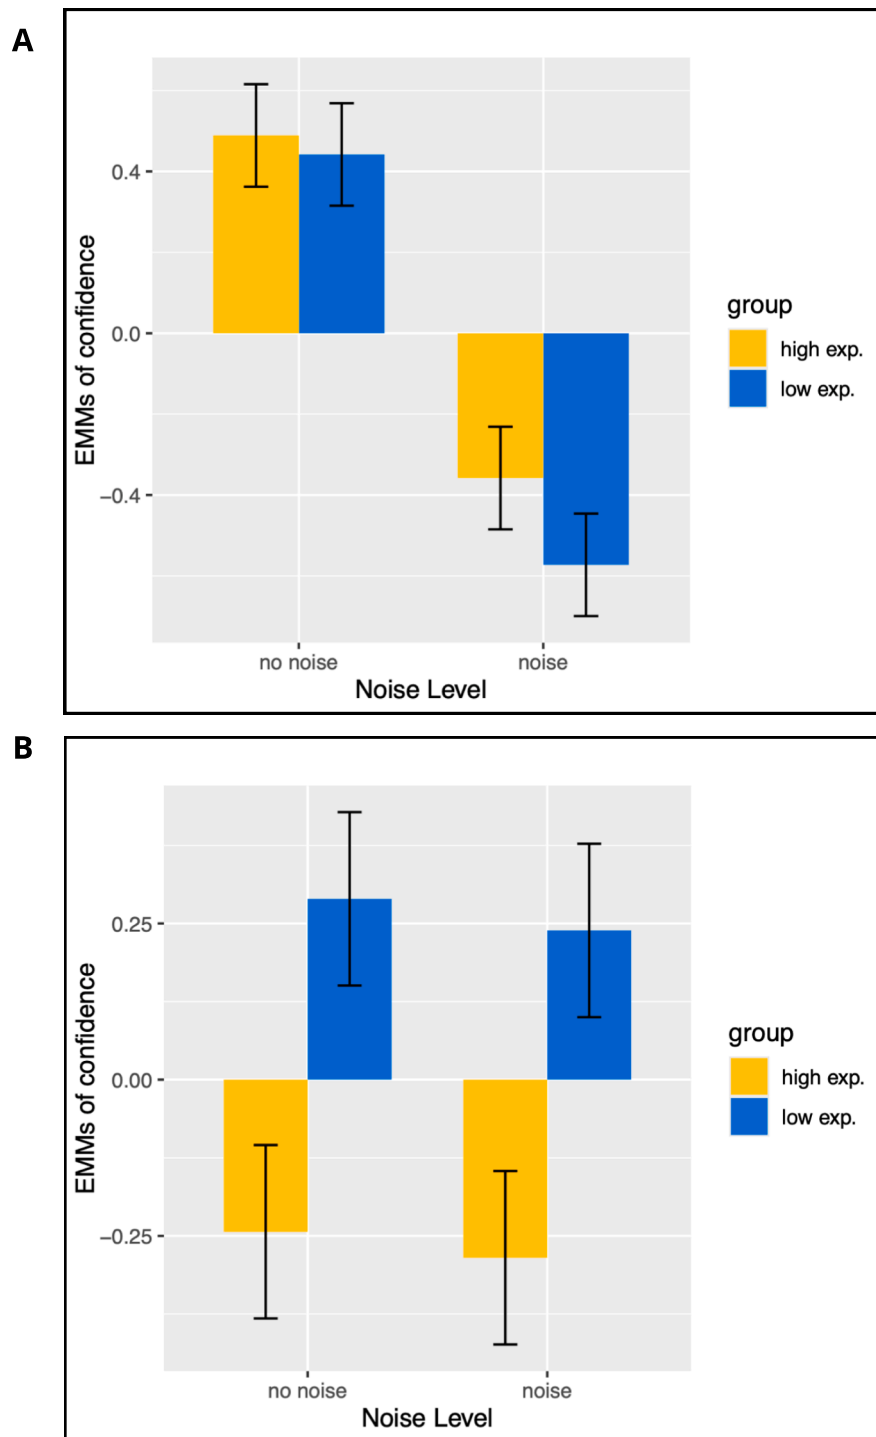 A
EMMs of confidence
0.4
0.0
−0.4
no noise
noise
Noise Level
group
high exp.
low exp.
B
EMMs of confidence
0.25
0.00
−0.25
no noise
noise
Noise Level
group
high exp.
low exp.